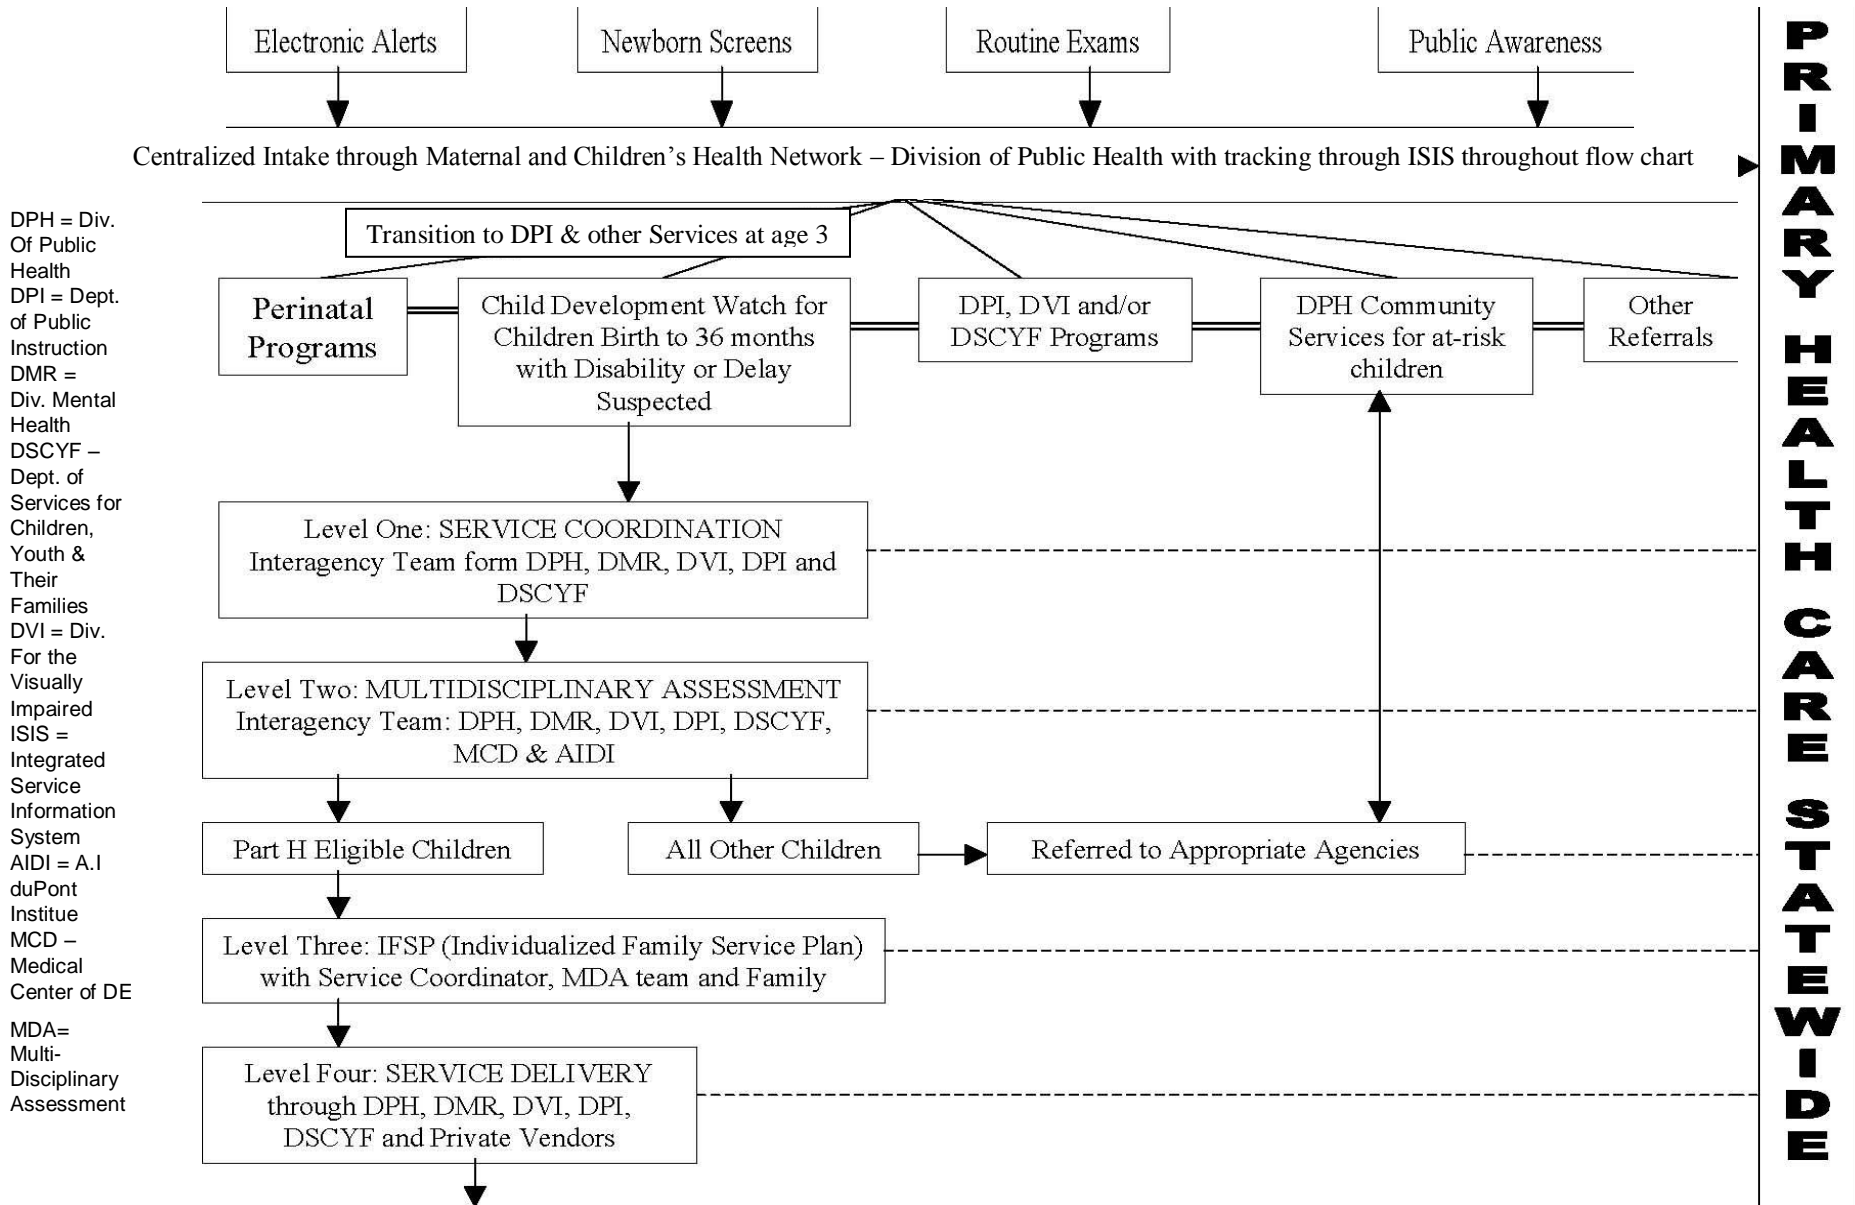 Electronic Alerts
Newborn Screens
Routine Exams
Public Awareness
Centralized Intake through Maternal and Children’s Health Network – Division of Public Health with tracking through ISIS throughout flow chart
Transition to DPI & other Services at age 3
Perinatal
Programs
Child Development Watch for
Children Birth to 36 months
with Disability or Delay
Suspected
DPI, DVI and/or
DSCYF Programs
DPH Community
Services for at-risk
children
Other
Referrals
Level One: SERVICE COORDINATION
Interagency Team form DPH, DMR, DVI, DPI and
DSCYF
Level Two: MULTIDISCIPLINARY ASSESSMENT
Interagency Team: DPH, DMR, DVI, DPI, DSCYF,
MCD & AIDI
Part H Eligible Children
All Other Children
Referred to Appropriate Agencies
Level Three: IFSP (Individualized Family Service Plan)
with Service Coordinator, MDA team and Family
Level Four: SERVICE DELIVERY
through DPH, DMR, DVI, DPI,
DSCYF and Private Vendors
DPH = Div.
Of Public
Health
DPI = Dept.
of Public
Instruction
DMR =
Div. Mental
Health
DSCYF –
Dept. of
Services for
Children,
Youth &
Their
Families
DVI = Div.
For the
Visually
Impaired
ISIS =
Integrated
Service
Information
System
AIDI = A.I
duPont
Institue
MCD –
Medical
Center of DE
MDA=
Multi-
Disciplinary
Assessment
PRIMARY HEALTH CARE STATEWIDE